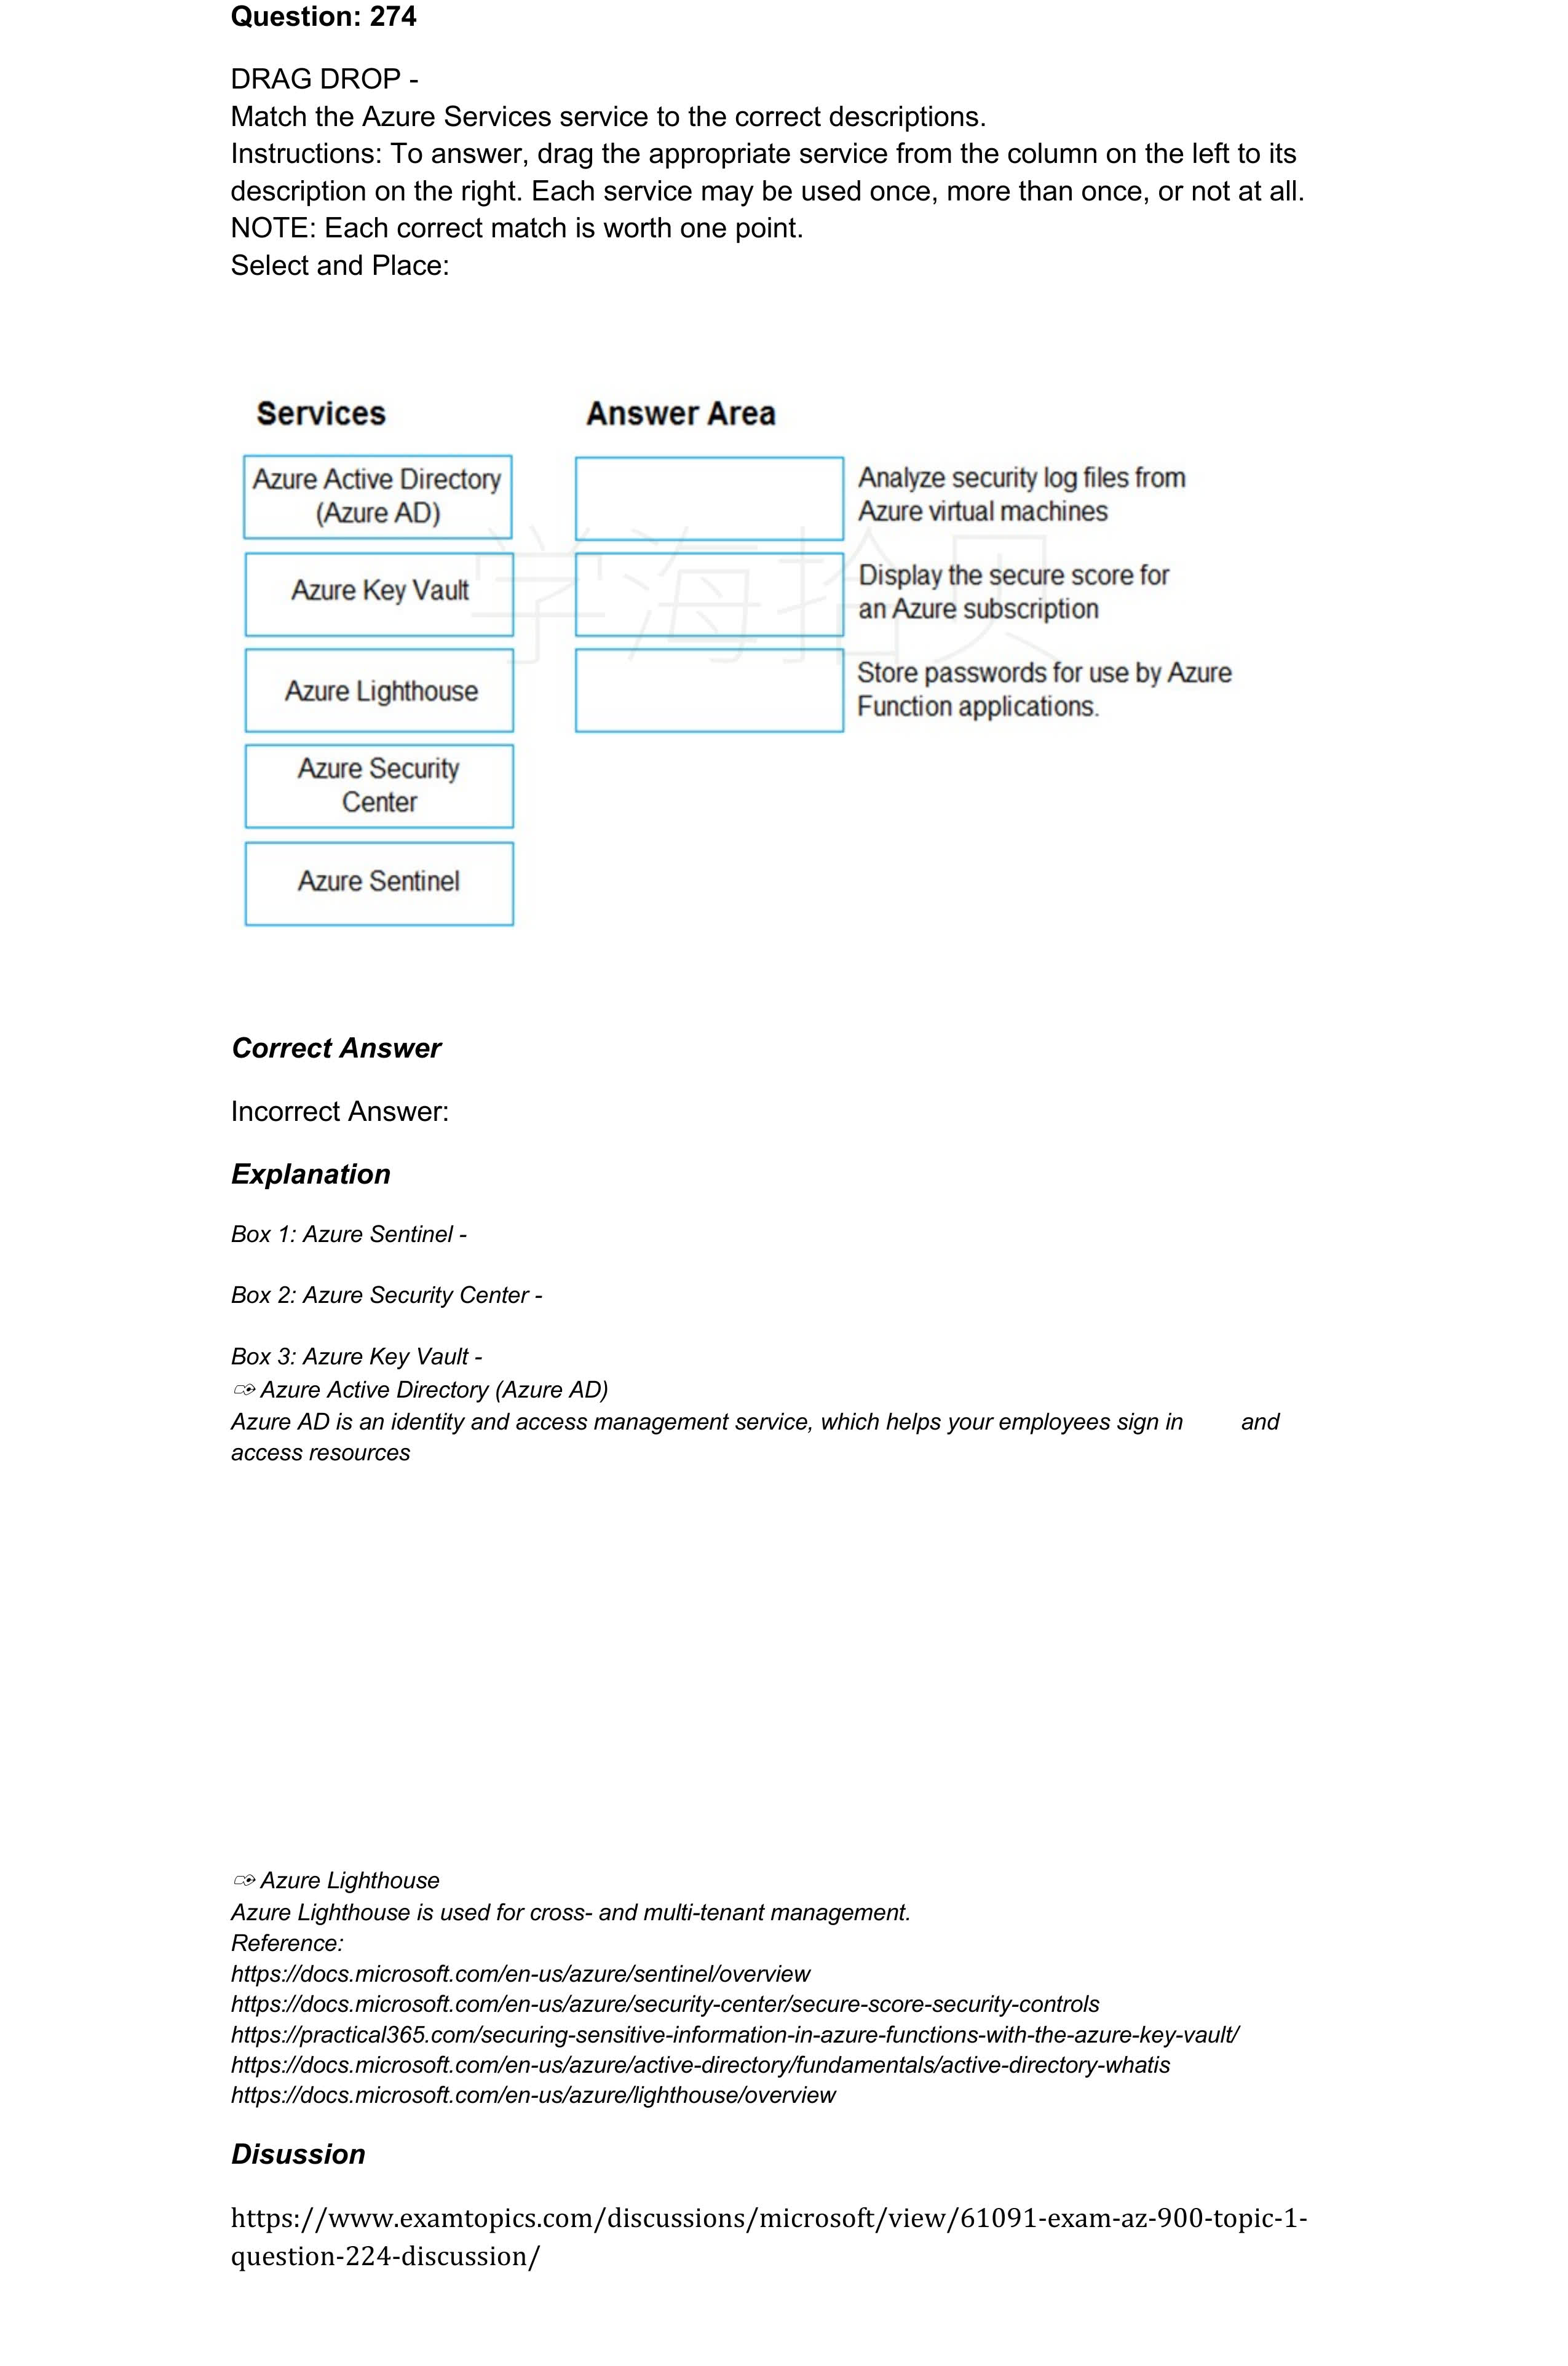 Question: 274
DRAG DROP -
Match the Azure Services service to the correct descriptions.
Instructions: To answer, drag the appropriate service from the column on the left to its
description on the right. Each service may be used once, more than once, or not at all.
NOTE: Each correct match is worth one point.
Select and Place:
Services
Answer Area
Azure Active Directory
(Azure AD)
Analyze security log files from
Azure virtual machines
Azure Key Vault
Display the secure score for
an Azure subscription
Azure Lighthouse
Store passwords for use by Azure
Function applications.
Azure Security
Center
Azure Sentinel
学海拾贝
Correct Answer
Incorrect Answer:
Explanation
Box 1: Azure Sentinel -
Box 2: Azure Security Center -
Box 3: Azure Key Vault -
Azure Active Directory (Azure AD)
Azure AD is an identity and access management service, which helps your employees sign in and
access resources
Azure Lighthouse
Azure Lighthouse is used for cross- and multi-tenant management.
Reference:
https://docs.microsoft.com/en-us/azure/sentinel/overview
https://docs.microsoft.com/en-us/azure/security-center/secure-score-security-controls
https://practical365.com/securing-sensitive-information-in-azure-functions-with-the-azure-key-vault/
https://docs.microsoft.com/en-us/azure/active-directory/fundamentals/active-directory-whatis
https://docs.microsoft.com/en-us/azure/lighthouse/overview
Disussion
https://www.examtopics.com/discussions/microsoft/view/61091-exam-az-900-topic-1-
question-224-discussion/